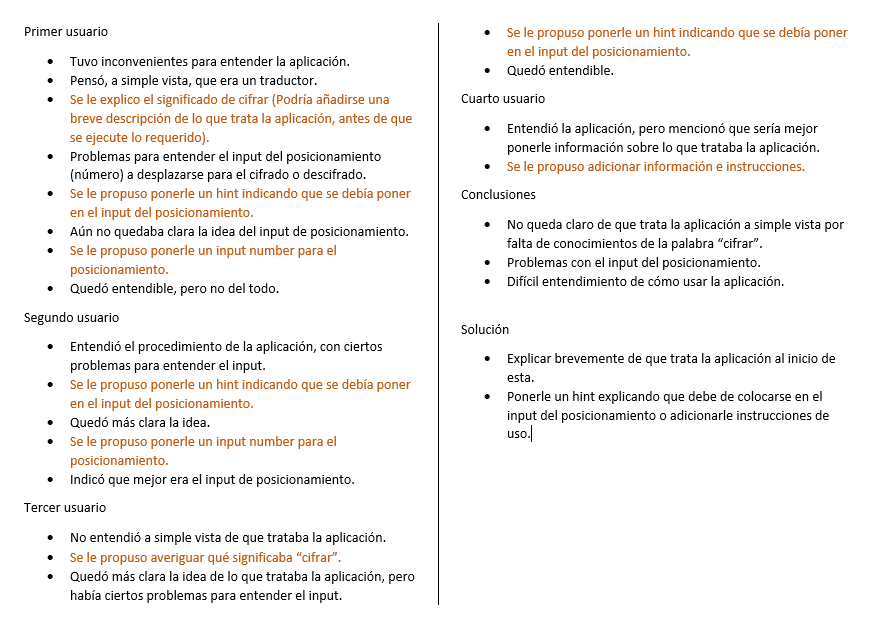 Primer usuario
• Tuvo inconvenientes para entender la aplicación.
• Pensó, a simple vista, que era un traductor.
• Se le explico el significado de cifrar (Podría añadirse una
breve descripción de lo que trata la aplicación, antes de que
se ejecute lo requerido).
• Problemas para entender el input del posicionamiento
(número) a desplazarse para el cifrado o descifrado.
• Se le propuso ponerle un hint indicando que se debía poner
en el input del posicionamiento.
• Aún no quedaba clara la idea del input de posicionamiento.
• Se le propuso ponerle un input number para el
posicionamiento.
• Quedó entendible, pero no del todo.
Segundo usuario
• Entendió el procedimiento de la aplicación, con ciertos
problemas para entender el input.
• Se le propuso ponerle un hint indicando que se debía poner
en el input del posicionamiento.
• Quedó más clara la idea.
• Se le propuso ponerle un input number para el
posicionamiento.
• Indicó que mejor era el input de posicionamiento.
Tercer usuario
• No entendió a simple vista de que trataba la aplicación.
• Se le propuso averiguar qué significaba “cifrar”.
• Quedó más clara la idea de lo que trataba la aplicación, pero
había ciertos problemas para entender el input.
• Se le propuso ponerle un hint indicando que se debía poner
en el input del posicionamiento.
• Quedó entendible.
Cuarto usuario
• Entendió la aplicación, pero mencionó que sería mejor
ponerle información sobre lo que trataba la aplicación.
• Se le propuso adicionar información e instrucciones.
Conclusiones
• No queda claro de que trata la aplicación a simple vista por
falta de conocimientos de la palabra “cifrar”.
• Problemas con el input del posicionamiento.
• Difícil entendimiento de cómo usar la aplicación.
Solución
• Explicar brevemente de que trata la aplicación al inicio de
esta.
• Ponerle un hint explicando que debe de colocarse en el
input del posicionamiento o adicionarle instrucciones de
uso.